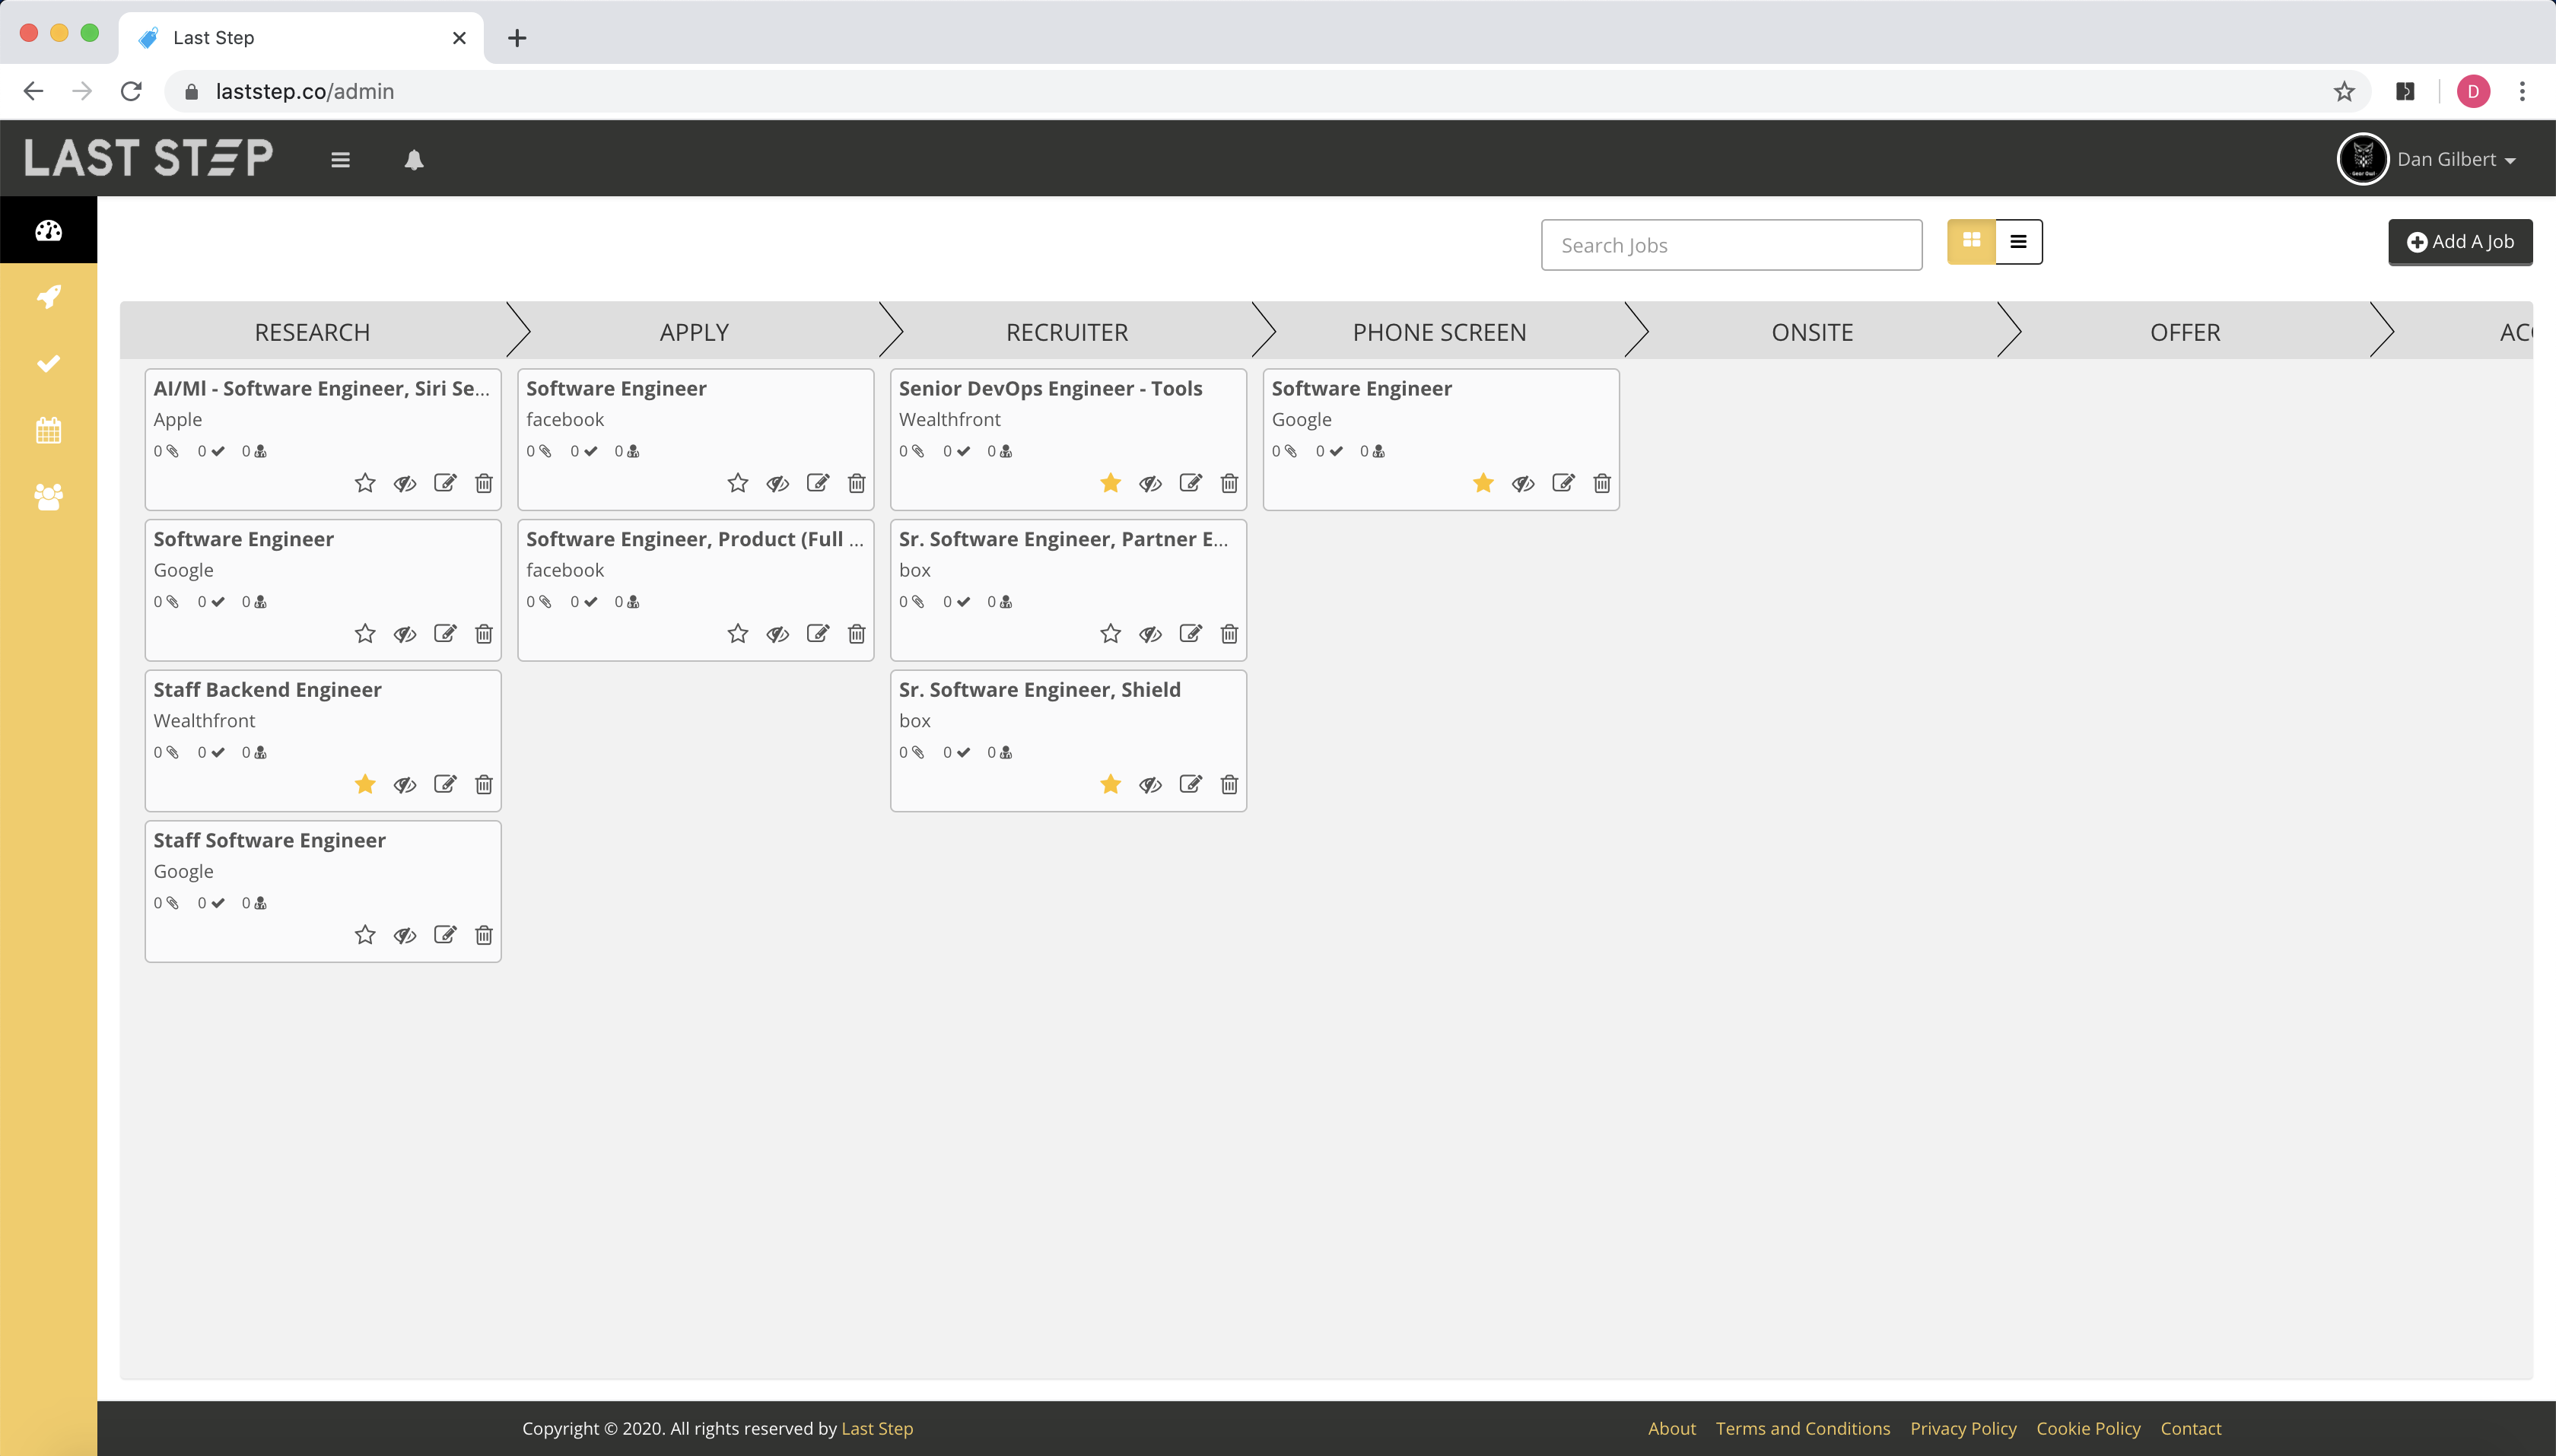 Last Step
laststep.co/admin
D
LAST STEP
Gear Owl
Dan Gilbert
Search Jobs
Add A Job
RESEARCH
APPLY
RECRUITER
PHONE SCREEN
ONSITE
OFFER
AC
AI/Ml - Software Engineer, Siri Se...
Apple
0 0 0
Software Engineer
Google
0 0 0
Staff Backend Engineer
Wealthfront
0 0 0
Staff Software Engineer
Google
0 0 0
Software Engineer
facebook
0 0 0
Software Engineer, Product (Full ...
facebook
0 0 0
Senior DevOps Engineer - Tools
Wealthfront
0 0 0
Sr. Software Engineer, Partner E...
box
0 0 0
Sr. Software Engineer, Shield
box
0 0 0
Software Engineer
Google
0 0 0
Copyright © 2020. All rights reserved by Last Step
About Terms and Conditions Privacy Policy Cookie Policy Contact